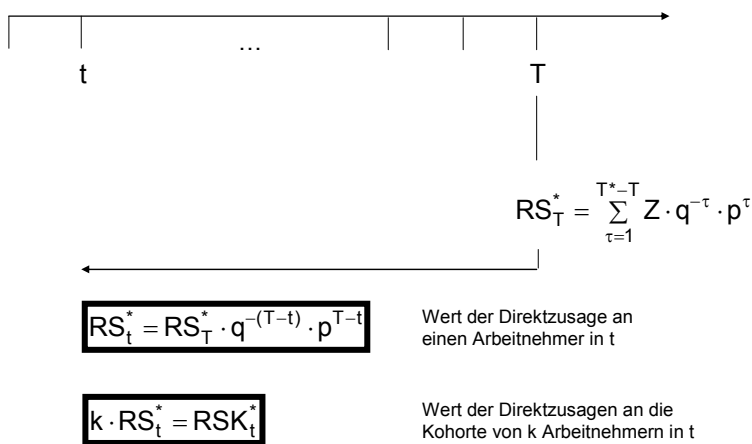 ...
t T
RS*_T = Σ_{τ=1}^{T*−T} Z · q^{−τ} · p^τ
RS*_t = RS*_T · q^{−(T−t)} · p^{T−t}
Wert der Direktzusage an
einen Arbeitnehmer in t
k · RS*_t = RSK*_t
Wert der Direktzusagen an die
Kohorte von k Arbeitnehmern in t